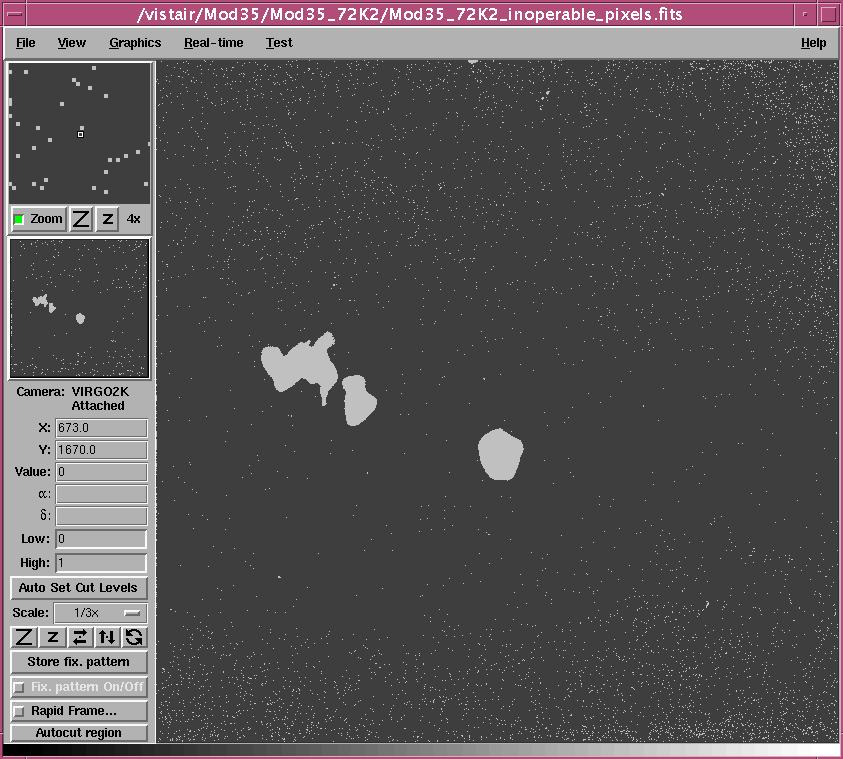 /vistair/Mod35/Mod35_72K2/Mod35_72K2_inoperable_pixels.fits
File View Graphics Real-time Test Help
Zoom Z z 4x
Camera: VIRGO2K
Attached
X: 673.0
Y: 1670.0
Value: 0
α:
δ:
Low: 0
High: 1
Auto Set Cut Levels
Scale: 1/3x
Z z
Store fix. pattern
Fix. pattern On/Off
Rapid Frame...
Autocut region